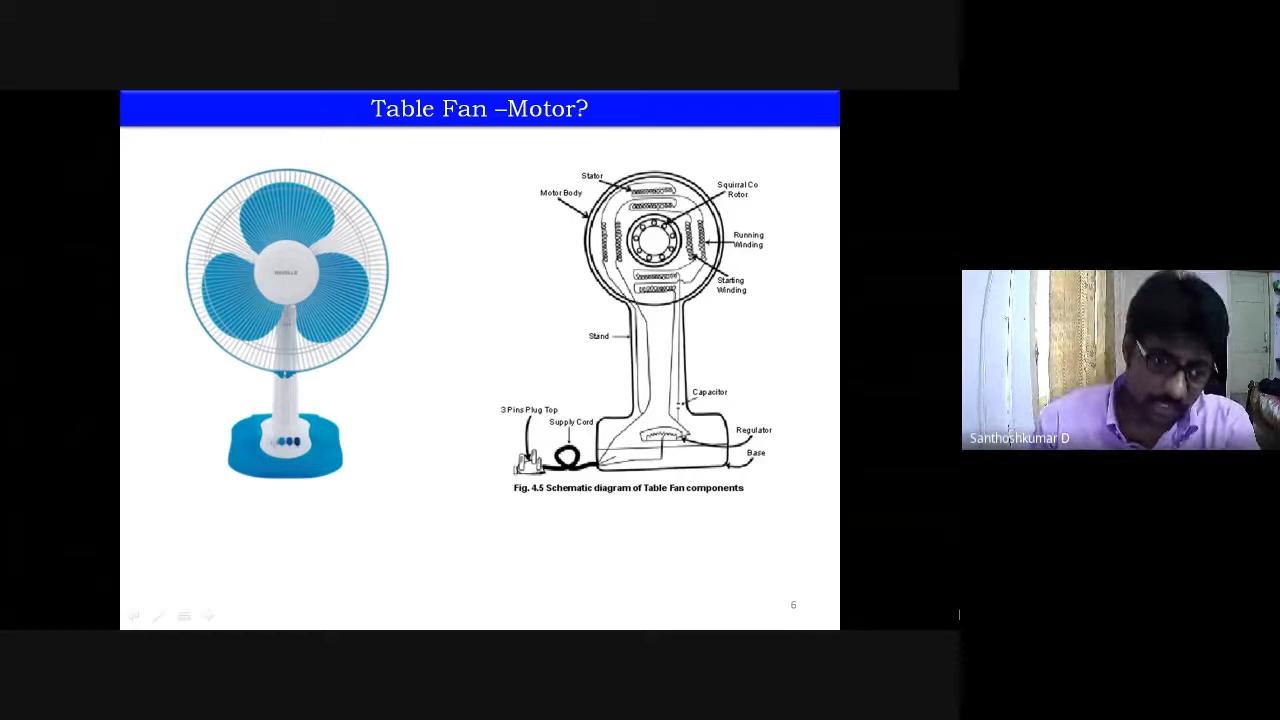 Table Fan –Motor?
Stator
Squirral Co
Rotor
Motor Body
Running
Winding
Starting
Winding
Stand
Capacitor
3 Pins Plug Top
Supply Cord
Regulator
Base
Fig. 4.5 Schematic diagram of Table Fan components
HAVELLS
6
Santhoshkumar D